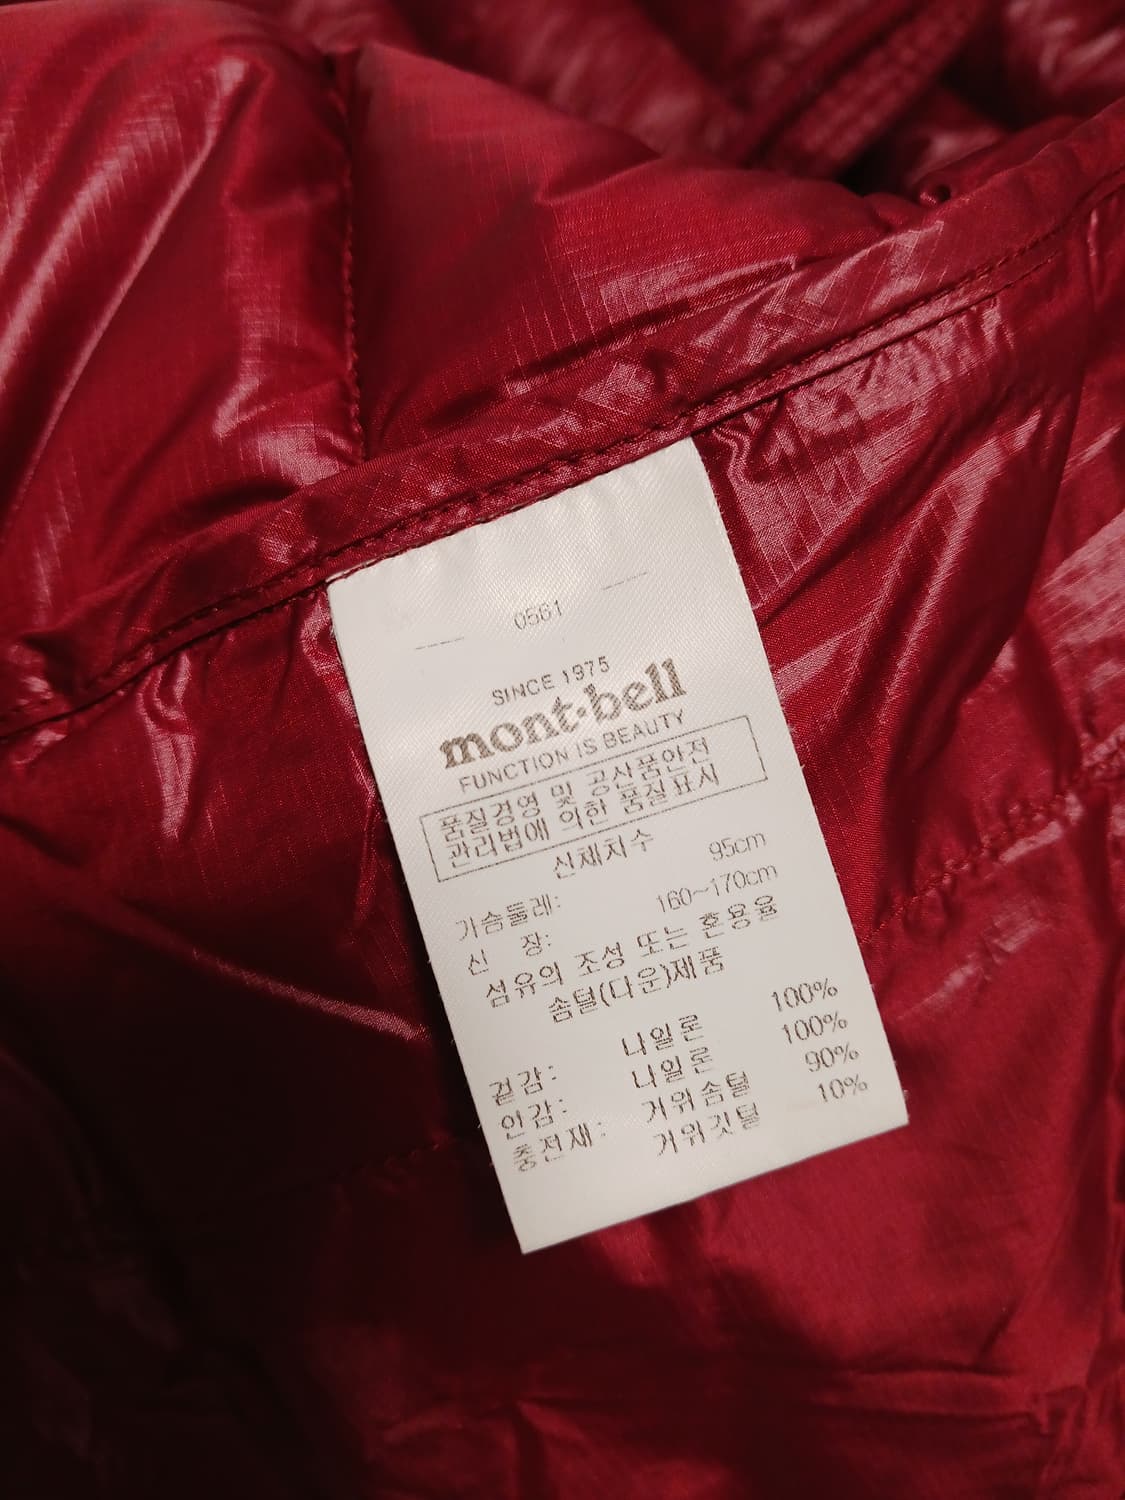 0561
SINCE 1975
mont·bell
FUNCTION IS BEAUTY
품질경영 및 공산품안전
관리법에 의한 품질표시
신체치수
가슴둘레: 95cm
신 장: 160~170cm
섬유의 조성 또는 혼용율
솜털(다운)제품
겉감: 나일론 100%
안감: 나일론 100%
충전재: 거위솜털 90%
거위깃털 10%